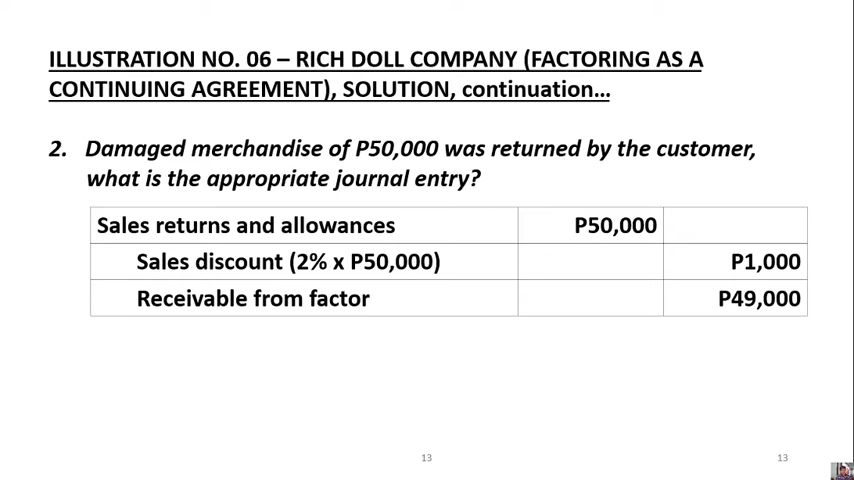 ILLUSTRATION NO. 06 – RICH DOLL COMPANY (FACTORING AS A
CONTINUING AGREEMENT), SOLUTION, continuation…
2. Damaged merchandise of P50,000 was returned by the customer,
what is the appropriate journal entry?
Sales returns and allowances P50,000
Sales discount (2% x P50,000) P1,000
Receivable from factor P49,000
13 13